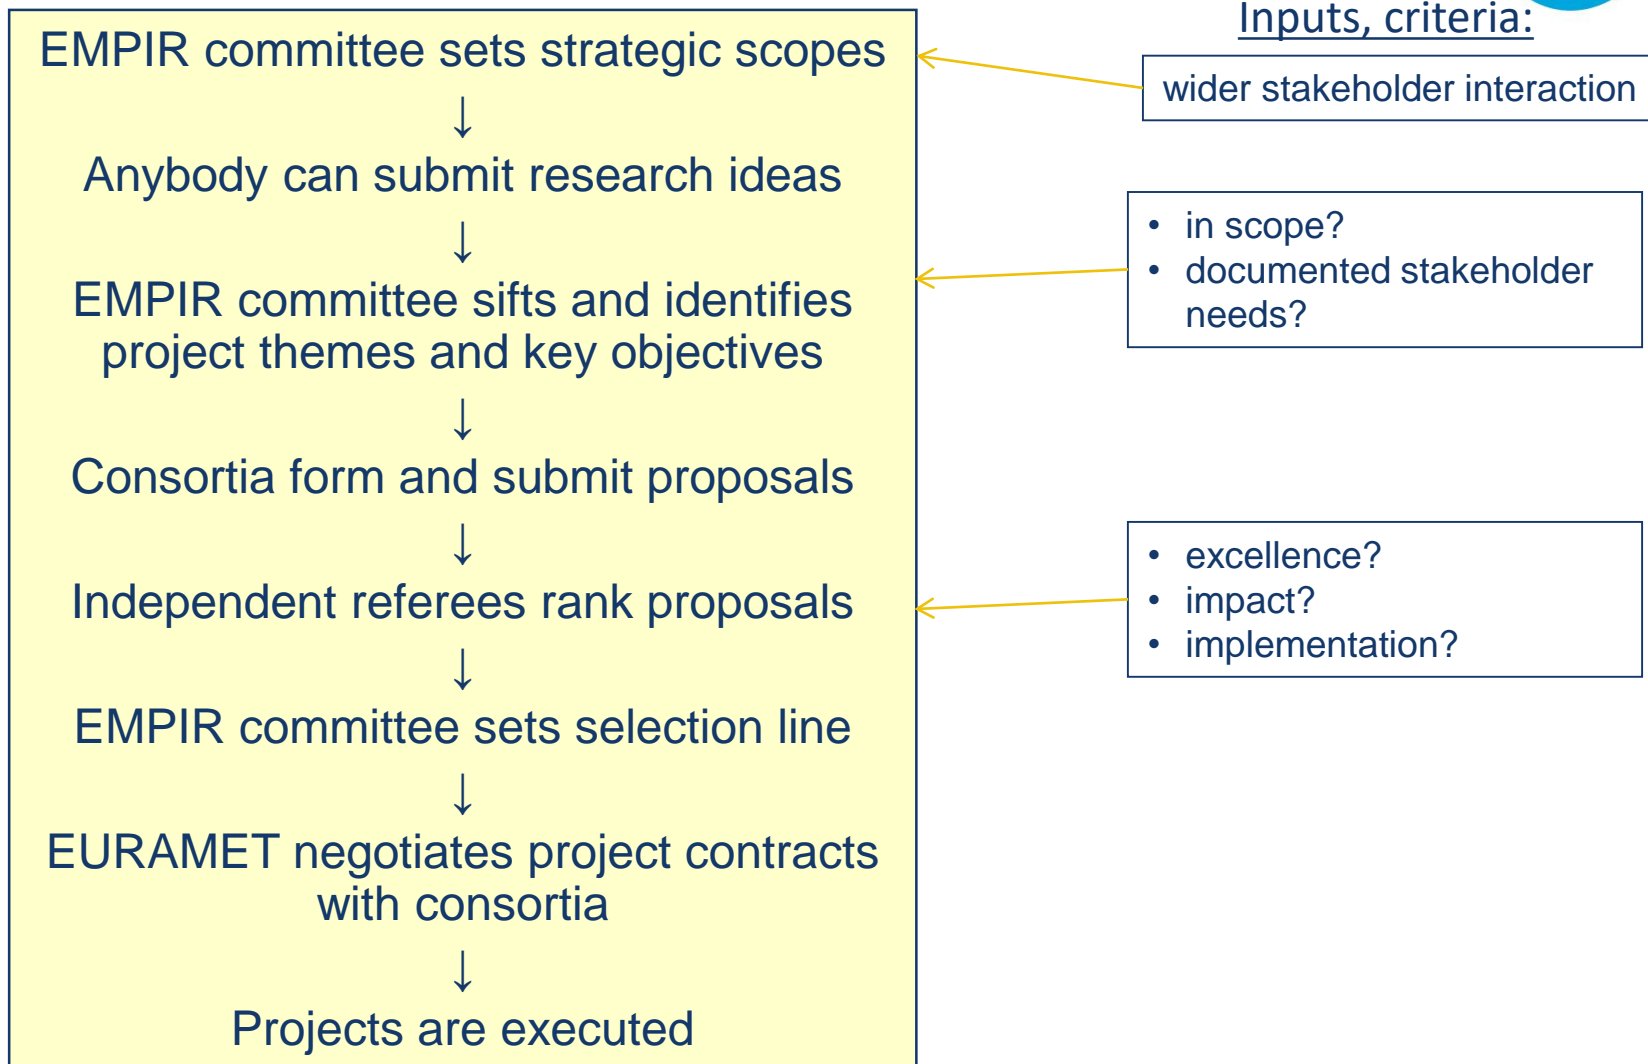 EMPIR committee sets strategic scopes
↓
Anybody can submit research ideas
↓
EMPIR committee sifts and identifies
project themes and key objectives
↓
Consortia form and submit proposals
↓
Independent referees rank proposals
↓
EMPIR committee sets selection line
↓
EURAMET negotiates project contracts
with consortia
↓
Projects are executed
Inputs, criteria:
wider stakeholder interaction
• in scope?
• documented stakeholder
needs?
• excellence?
• impact?
• implementation?